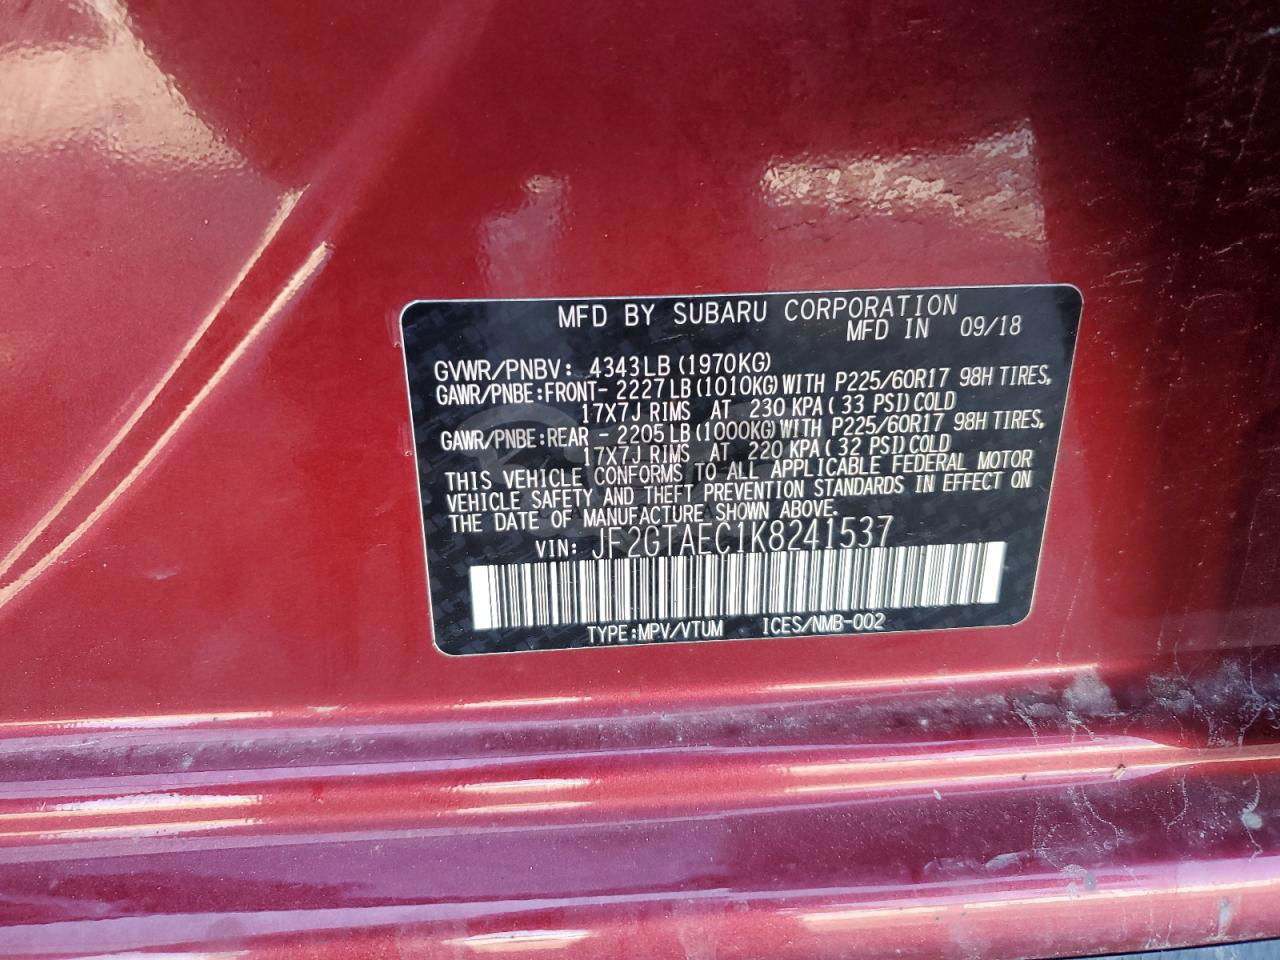 MFD BY SUBARU CORPORATION
MFD IN 09/18
GVWR/PNBV: 4343LB (1970KG)
GAWR/PNBE:FRONT- 2227LB (1010KG) WITH P225/60R17 98H TIRES,
17X7J RIMS AT 230 KPA ( 33 PSI) COLD
GAWR/PNBE:REAR - 2205LB (1000KG) WITH P225/60R17 98H TIRES,
17X7J RIMS AT 220 KPA ( 32 PSI) COLD
THIS VEHICLE CONFORMS TO ALL APPLICABLE FEDERAL MOTOR
VEHICLE SAFETY AND THEFT PREVENTION STANDARDS IN EFFECT ON
THE DATE OF MANUFACTURE SHOWN ABOVE.
VIN: JF2GTAEC1K8241537
TYPE:MPV/VTUM ICES/NMB-002